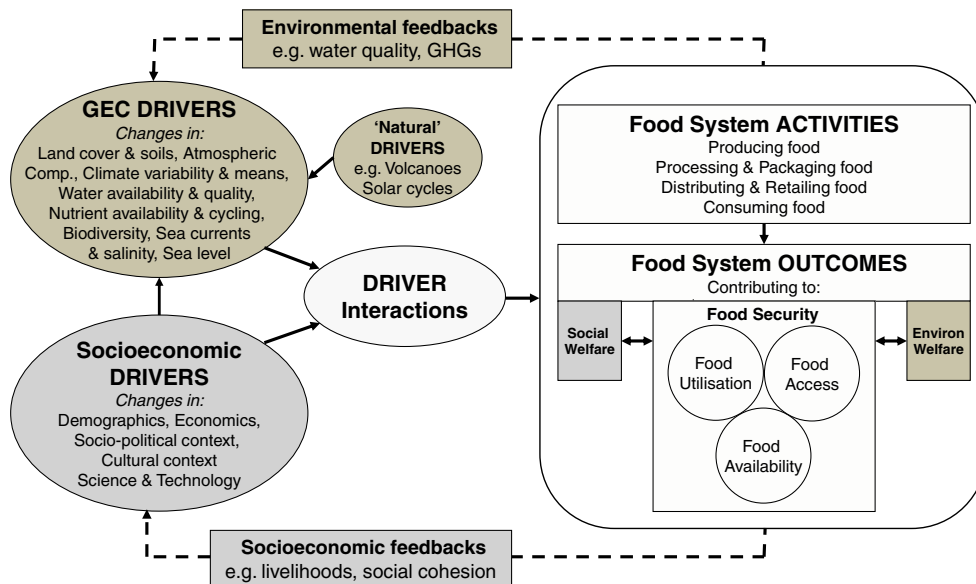 Environmental feedbacks
e.g. water quality, GHGs
GEC DRIVERS
Changes in:
Land cover & soils, Atmospheric
Comp., Climate variability & means,
Water availability & quality,
Nutrient availability & cycling,
Biodiversity, Sea currents
& salinity, Sea level
‘Natural’
DRIVERS
e.g. Volcanoes
Solar cycles
DRIVER
Interactions
Socioeconomic
DRIVERS
Changes in:
Demographics, Economics,
Socio-political context,
Cultural context
Science & Technology
Food System ACTIVITIES
Producing food
Processing & Packaging food
Distributing & Retailing food
Consuming food
Food System OUTCOMES
Contributing to:
Social
Welfare
Food Security
Food
Utilisation
Food
Access
Food
Availability
Environ
Welfare
Socioeconomic feedbacks
e.g. livelihoods, social cohesion